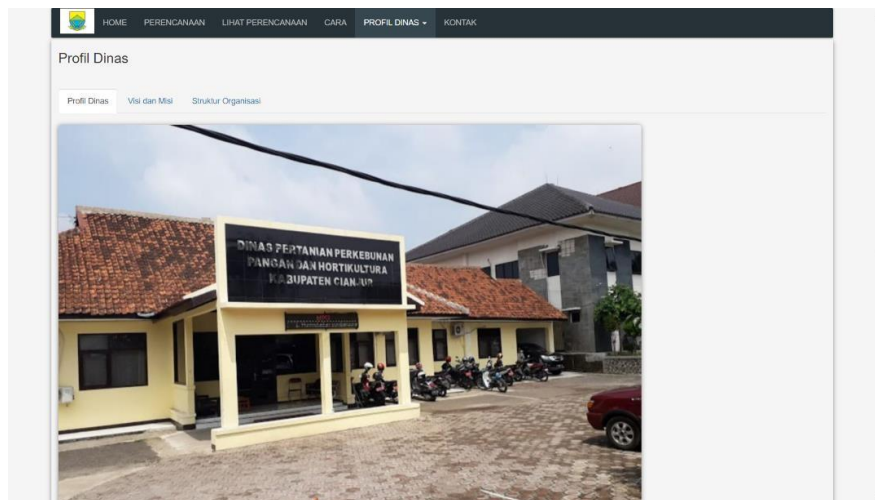 HOME PERENCANAAN LIHAT PERENCANAAN CARA PROFIL DINAS KONTAK
Profil Dinas
Profil Dinas Visi dan Misi Struktur Organisasi
DINAS PERTANIAN PERKEBUNAN
PANGAN DAN HORTIKULTURA
KABUPATEN CIANJUR